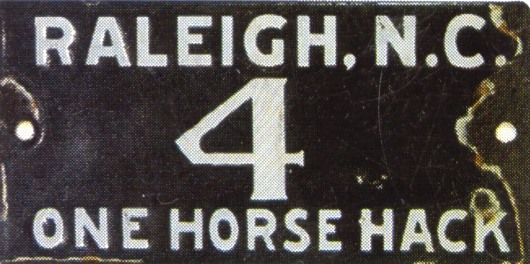 RALEIGH, N.C.
4
ONE HORSE HACK